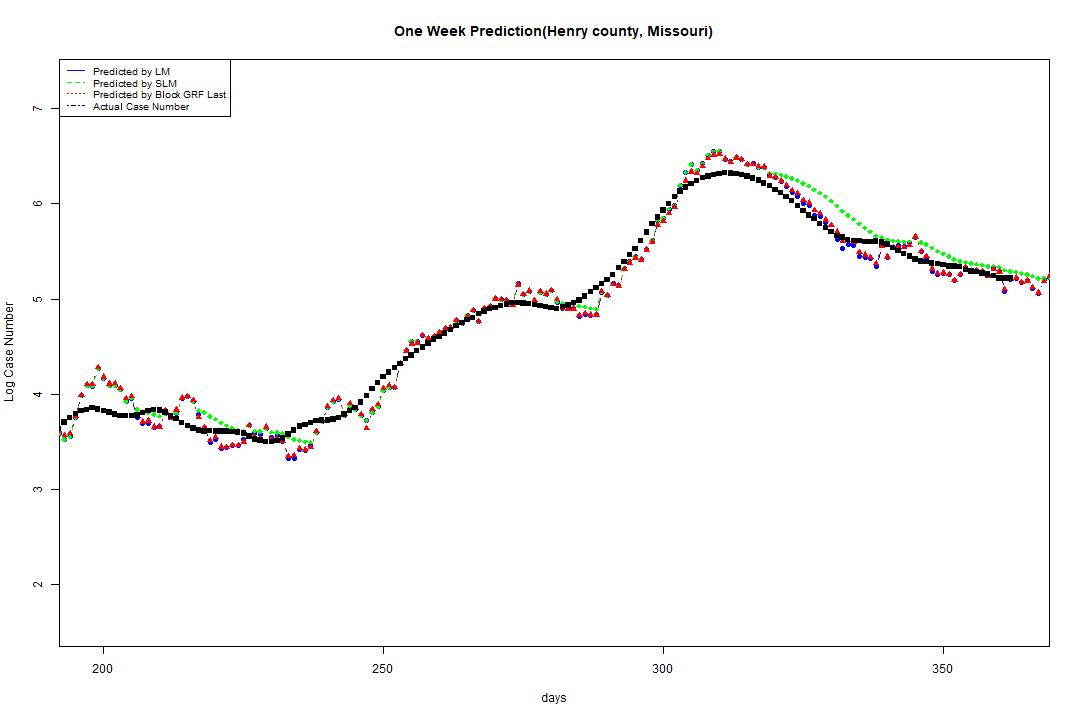 One Week Prediction(Henry county, Missouri)
Predicted by LM
Predicted by SLM
Predicted by Block GRF Last
Actual Case Number
7
6
5
4
3
2
Log Case Number
200
250
300
350
days